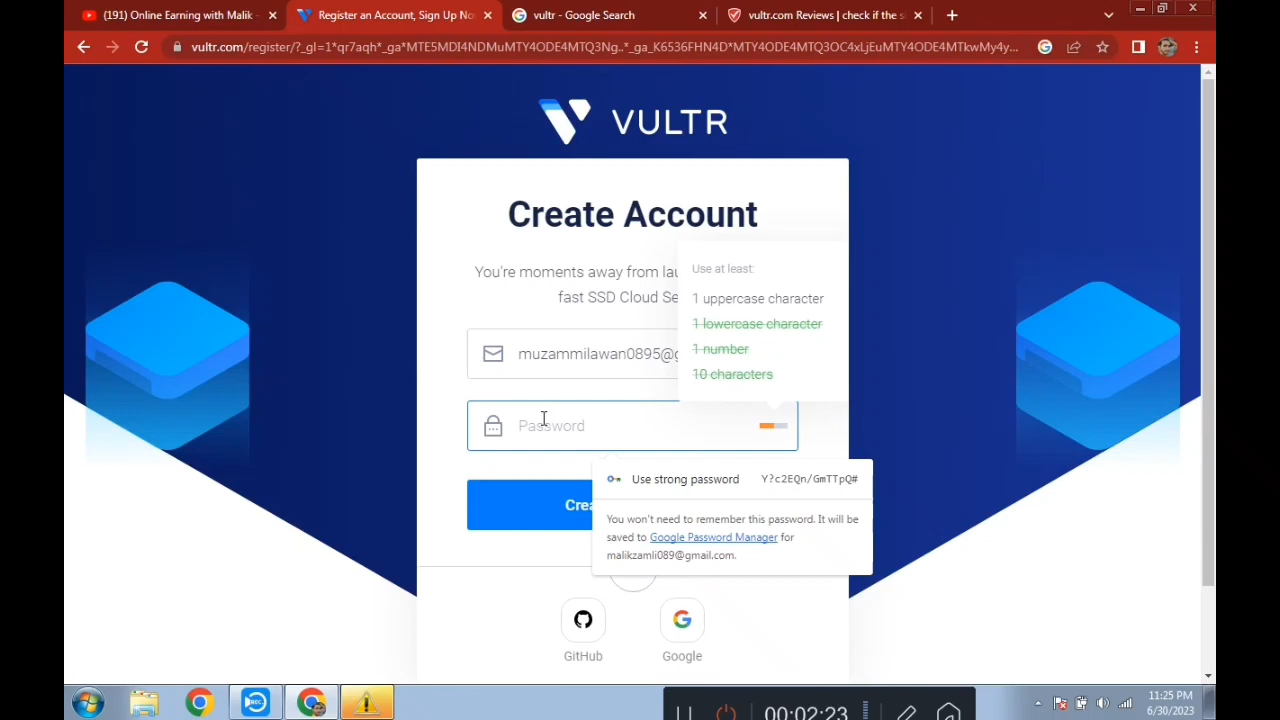 (191) Online Earning with Malik -
Register an Account, Sign Up No
vultr - Google Search
vultr.com Reviews | check if the s
vultr.com/register/?_gl=1*qr7aqh*_ga*MTE5MDI4NDMuMTY4ODE4MTQ3Ng..*_ga_K6536FHN4D*MTY4ODE4MTQ3OC4xLjEuMTY4ODE4MTkwMy4y...
VULTR
Create Account
You're moments away from lau
fast SSD Cloud Se
Use at least:
1 uppercase character
1 lowercase character
1 number
10 characters
muzammilawan0895@g
Password
Crea
Use strong password Y?c2EQn/GmTTpQ#
You won't need to remember this password. It will be
saved to Google Password Manager for
malikzamli089@gmail.com.
GitHub
Google
REC
00:02:23
11:25 PM
6/30/2023